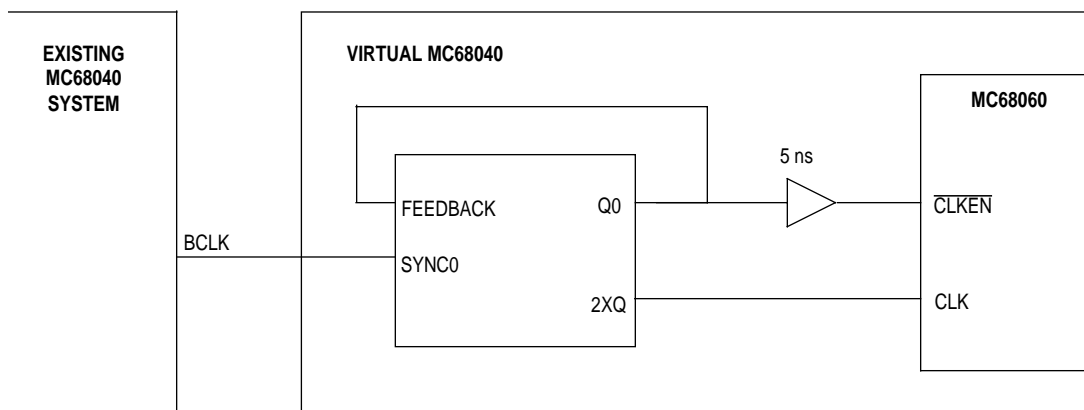 EXISTING
MC68040
SYSTEM
VIRTUAL MC68040
MC68060
5 ns
FEEDBACK
Q0
CLKEN
BCLK
SYNC0
2XQ
CLK